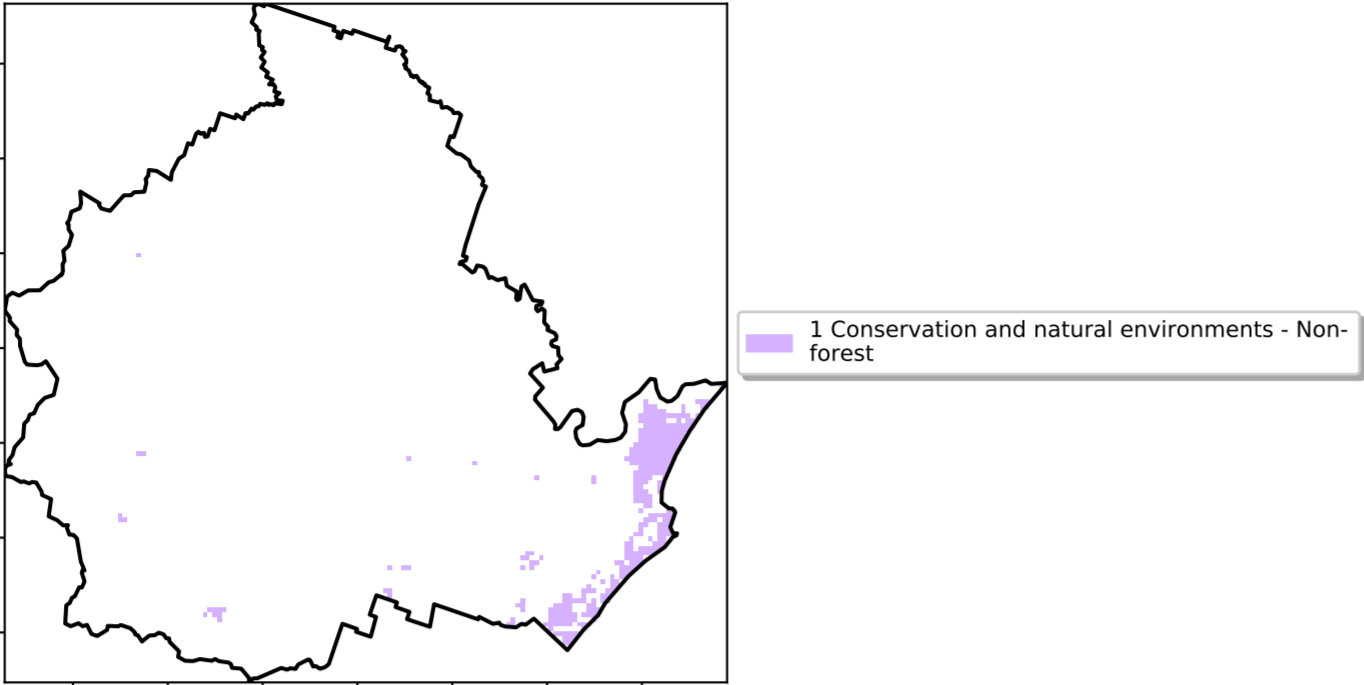 1 Conservation and natural environments - Non-
forest